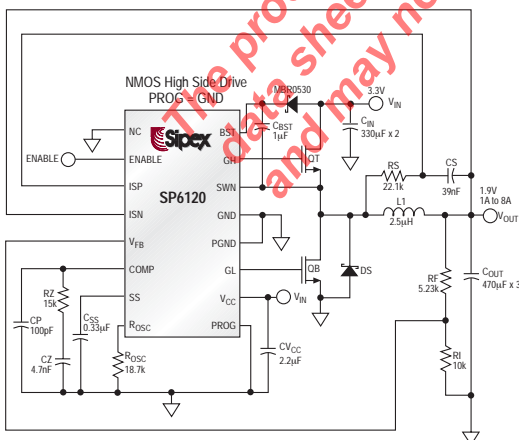 The pro
data shee
and may no
NMOS High Side Drive
PROG = GND
MBR0530
3.3V
VIN
NC
ENABLE
ENABLE
ISP
ISN
VFB
COMP
SS
ROSC
Sipex
SP6120
BST
GH
SWN
GND
PGND
GL
VCC
PROG
CBST
1µF
CIN
330µF x 2
QT
RS
22.1k
CS
39nF
L1
2.5µH
1.9V
1A to 8A
VOUT
QB
DS
RF
5.23k
COUT
470µF x 3
VIN
CVCC
2.2µF
RI
10k
RZ
15k
CP
100pF
CSS
0.33µF
CZ
4.7nF
ROSC
18.7k